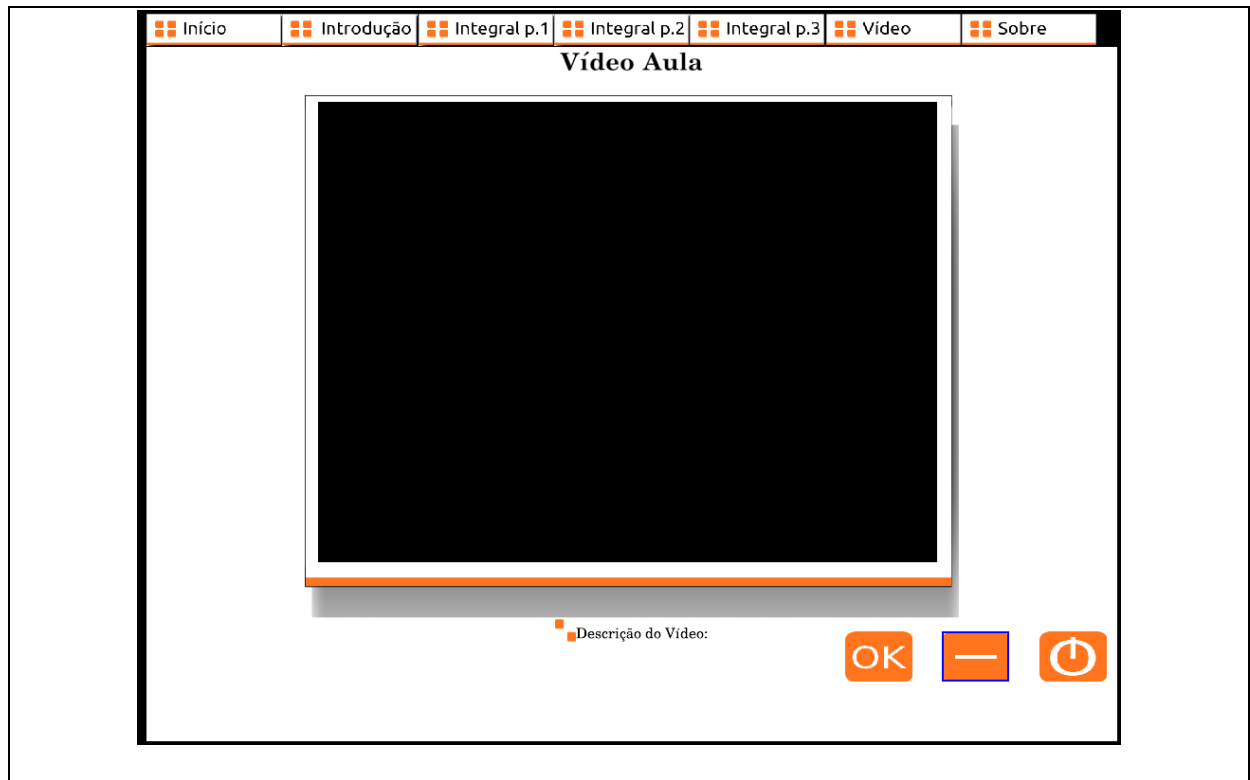 Início Introdução Integral p.1 Integral p.2 Integral p.3 Vídeo Sobre
Vídeo Aula
Descrição do Vídeo:
OK